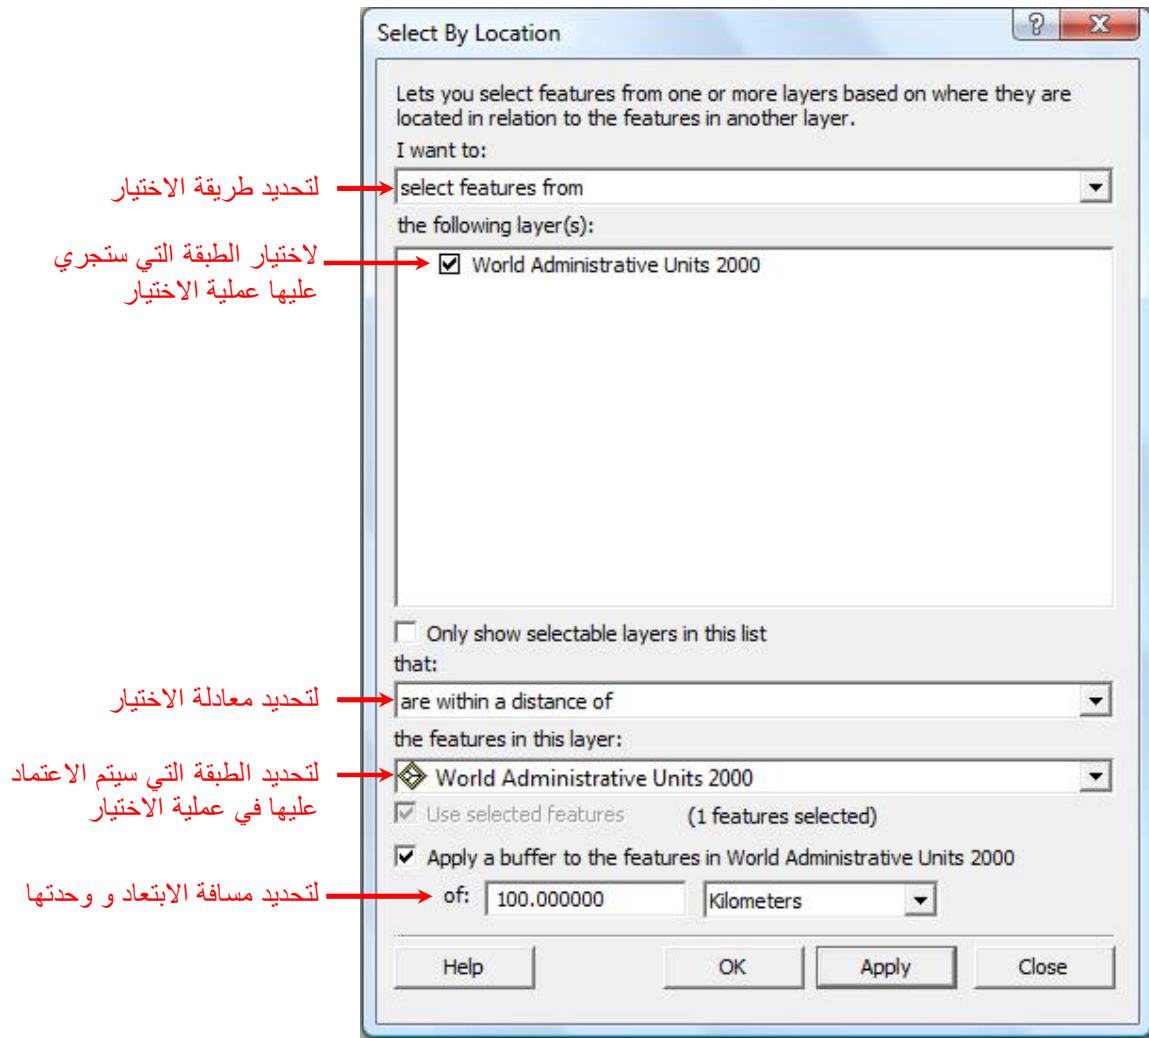 Select By Location
Lets you select features from one or more layers based on where they are
located in relation to the features in another layer.
I want to:
لتحديد طريقة الاختيار
select features from
the following layer(s):
لاختيار الطبقة التي ستجري
عليها عملية الاختيار
World Administrative Units 2000
Only show selectable layers in this list
that:
لتحديد معادلة الاختيار
are within a distance of
the features in this layer:
لتحديد الطبقة التي سيتم الاعتماد
عليها في عملية الاختيار
World Administrative Units 2000
Use selected features (1 features selected)
Apply a buffer to the features in World Administrative Units 2000
لتحديد مسافة الابتعاد و وحدتها
of: 100.000000 Kilometers
Help OK Apply Close